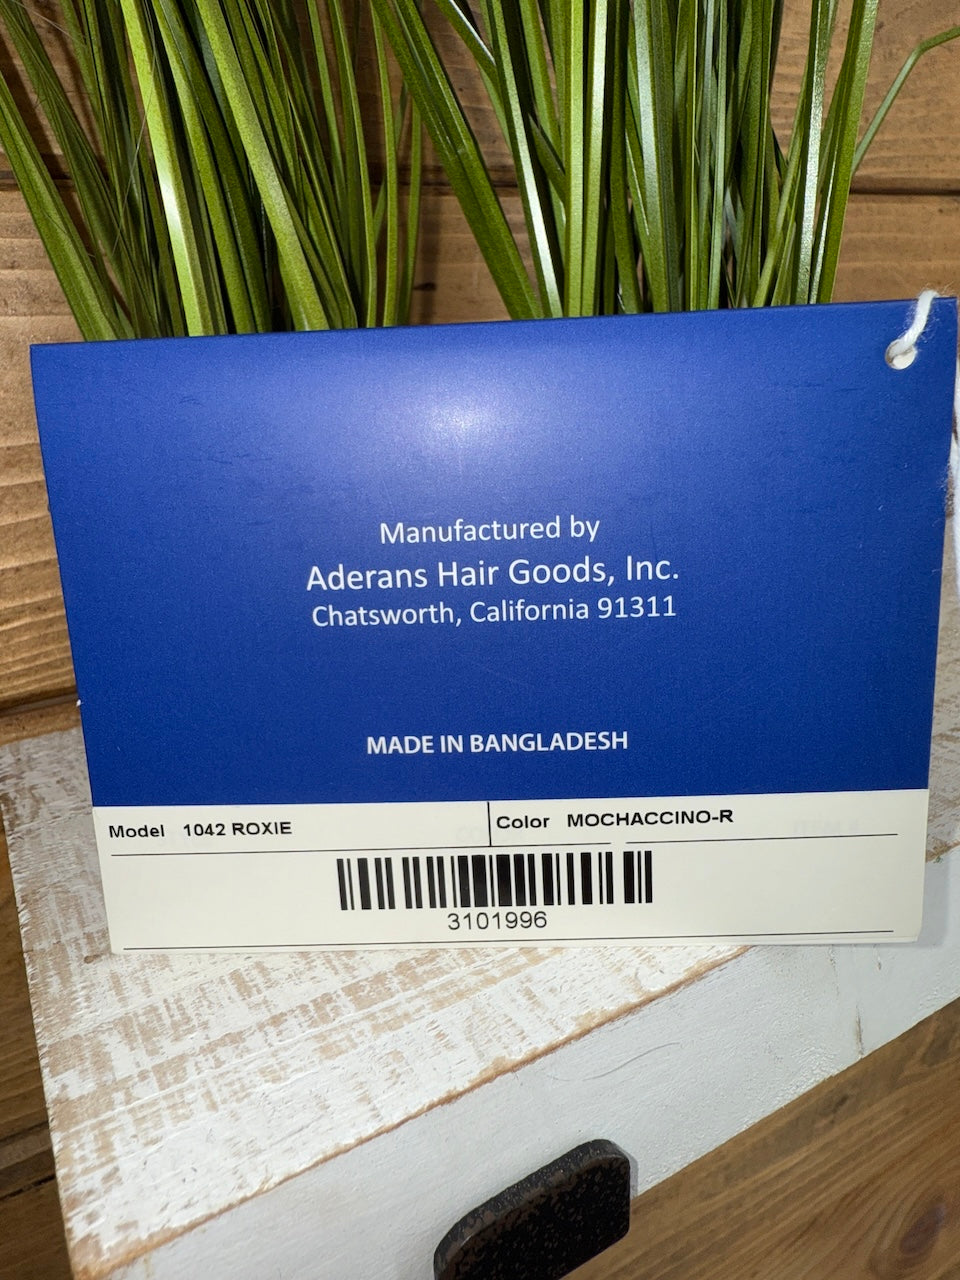 Manufactured by
Aderans Hair Goods, Inc.
Chatsworth, California 91311
MADE IN BANGLADESH
Model 1042 ROXIE
Color MOCHACCINO-R
3101996